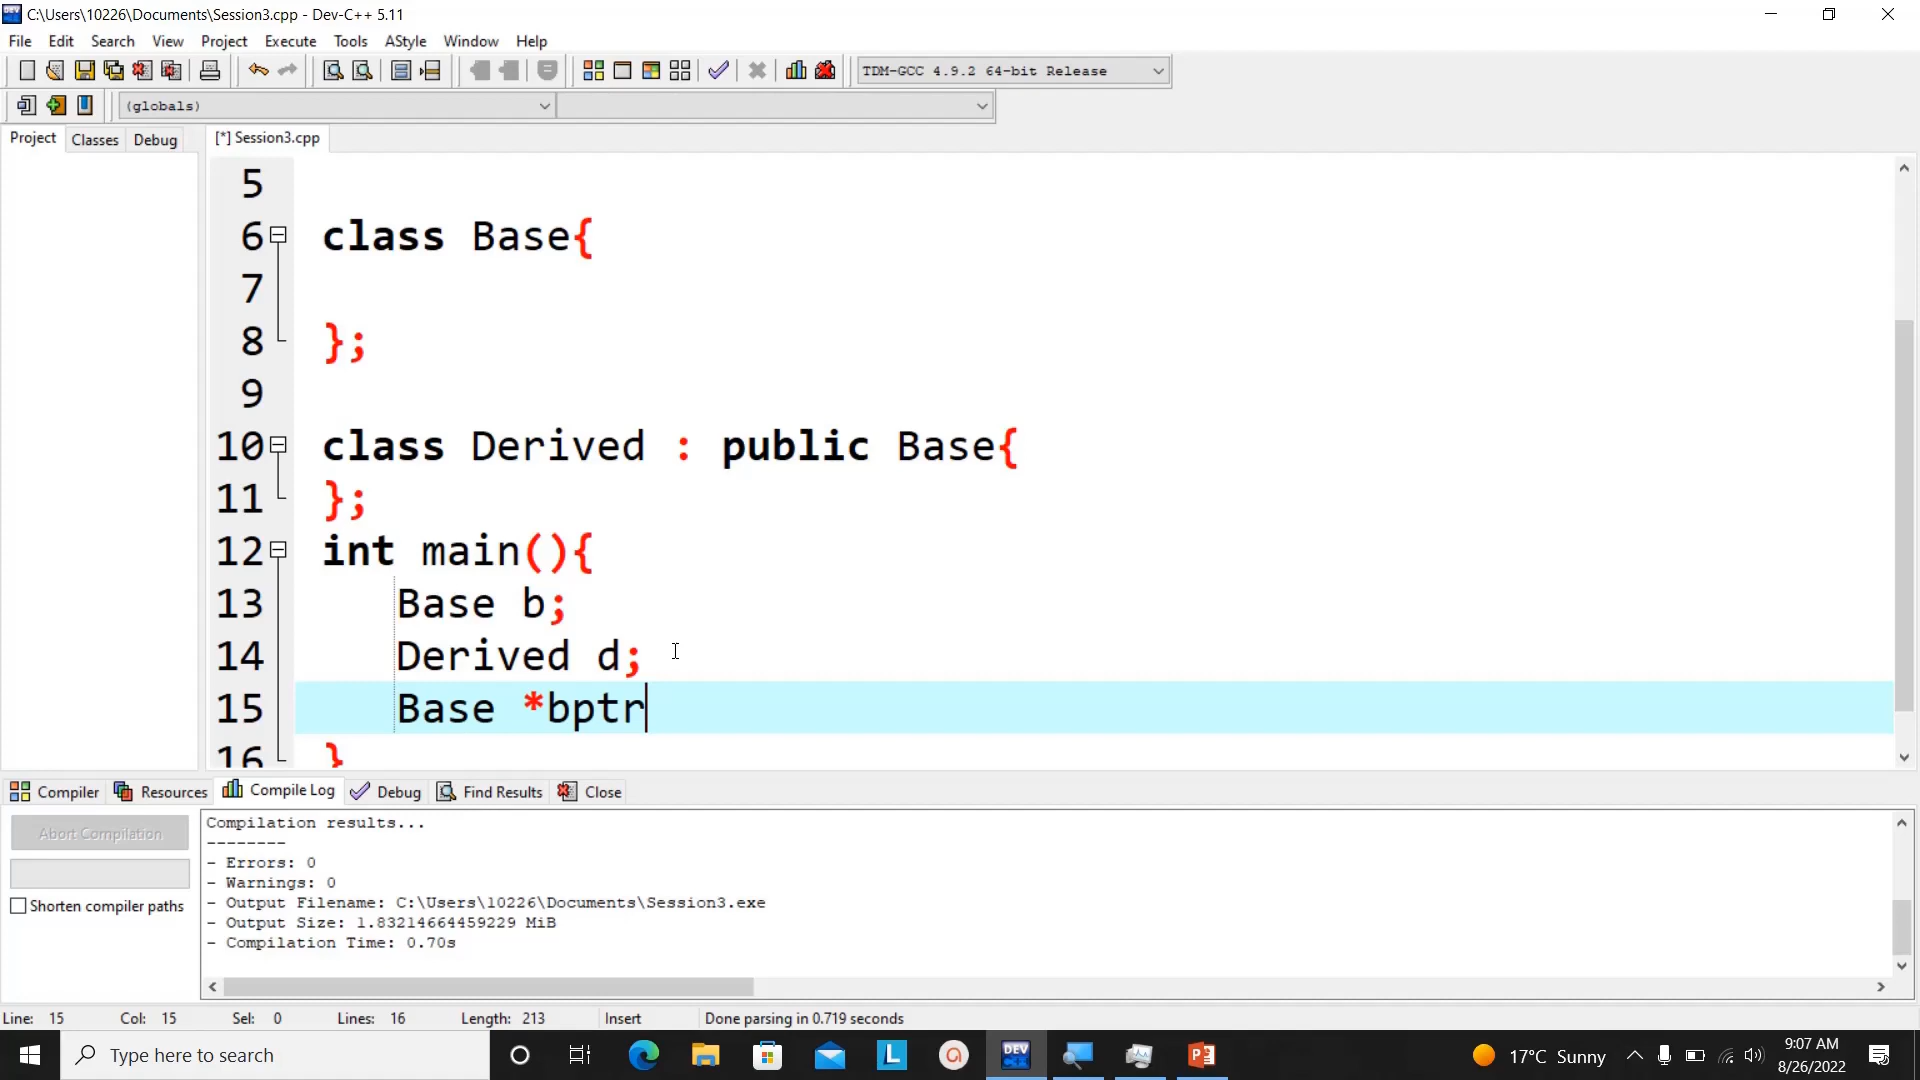 C:\Users\10226\Documents\Session3.cpp - Dev-C++ 5.11
File Edit Search View Project Execute Tools AStyle Window Help
TDM-GCC 4.9.2 64-bit Release
(globals)
Project Classes Debug [*] Session3.cpp
5
6 class Base{
7
8 };
9
10 class Derived : public Base{
11 };
12 int main(){
13 Base b;
14 Derived d;
15 Base *bptr
16 }
Compiler Resources Compile Log Debug Find Results Close
Abort Compilation
Shorten compiler paths
Compilation results...
--------
- Errors: 0
- Warnings: 0
- Output Filename: C:\Users\10226\Documents\Session3.exe
- Output Size: 1.83214664459229 MiB
- Compilation Time: 0.70s
Line: 15 Col: 15 Sel: 0 Lines: 16 Length: 213 Insert Done parsing in 0.719 seconds
Type here to search
DEV
L
17°C Sunny
9:07 AM
8/26/2022